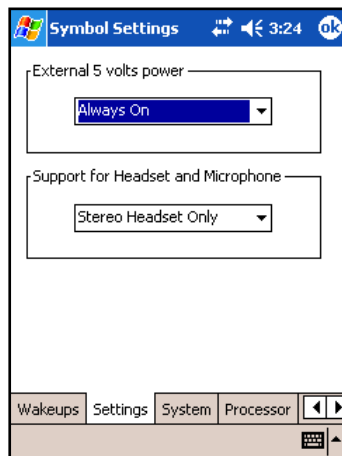 Symbol Settings 3:24 ok
External 5 volts power
Always On
Support for Headset and Microphone
Stereo Headset Only
Wakeups Settings System Processor